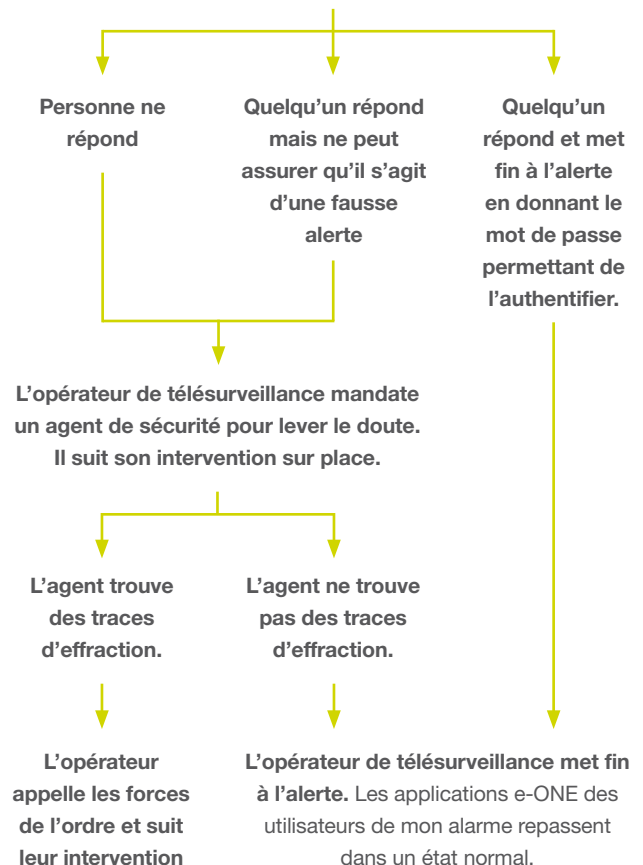 Personne ne
répond
Quelqu’un répond
mais ne peut
assurer qu’il s’agit
d’une fausse
alerte
Quelqu’un
répond et met
fin à l’alerte
en donnant le
mot de passe
permettant de
l’authentifier.
L’opérateur de télésurveillance mandate
un agent de sécurité pour lever le doute.
Il suit son intervention sur place.
L’agent trouve
des traces
d’effraction.
L’agent ne trouve
pas des traces
d’effraction.
L’opérateur
appelle les forces
de l’ordre et suit
leur intervention
L’opérateur de télésurveillance met fin
à l’alerte. Les applications e-ONE des
utilisateurs de mon alarme repassent
dans un état normal.